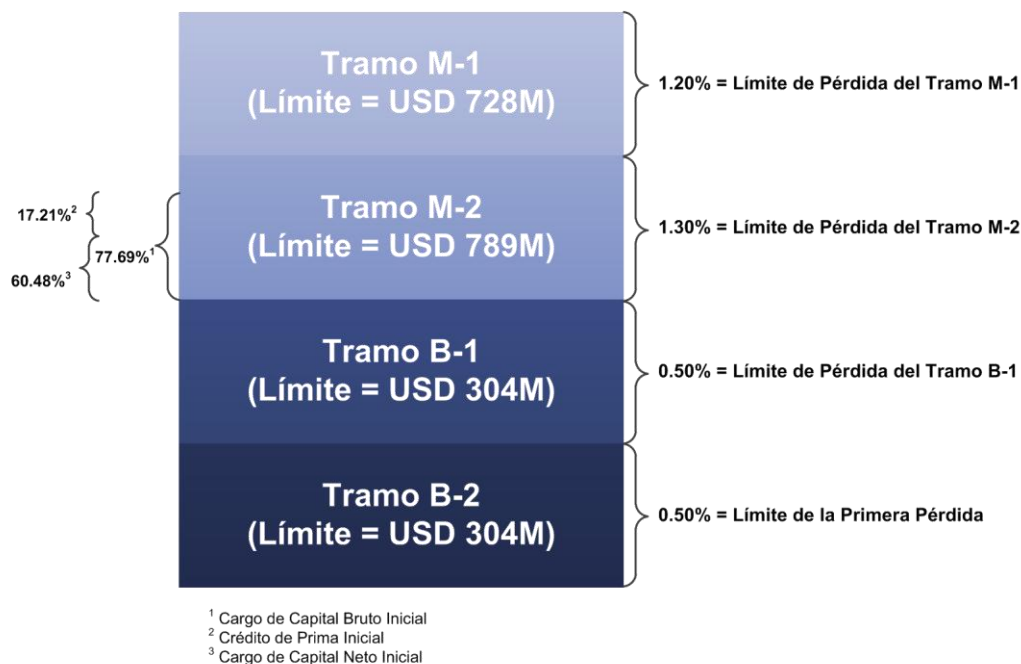 Tramo M-1
(Límite = USD 728M)
1.20% = Límite de Pérdida del Tramo M-1
Tramo M-2
(Límite = USD 789M)
1.30% = Límite de Pérdida del Tramo M-2
17.21%²
77.69%¹
60.48%³
Tramo B-1
(Límite = USD 304M)
0.50% = Límite de Pérdida del Tramo B-1
Tramo B-2
(Límite = USD 304M)
0.50% = Límite de la Primera Pérdida
¹ Cargo de Capital Bruto Inicial
² Crédito de Prima Inicial
³ Cargo de Capital Neto Inicial